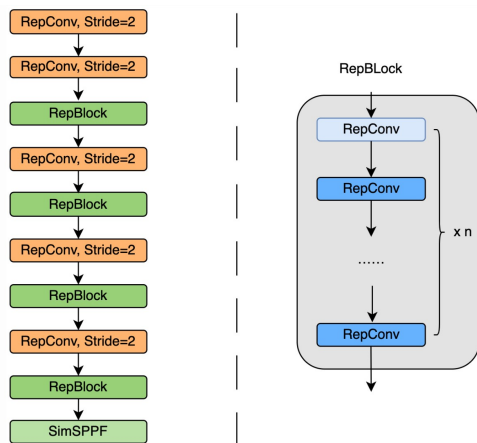 RepConv, Stride=2
RepConv, Stride=2
RepBlock
RepConv, Stride=2
RepBlock
RepConv, Stride=2
RepBlock
RepConv, Stride=2
RepBlock
SimSPPF
RepBLock
RepConv
RepConv
......
RepConv
x n